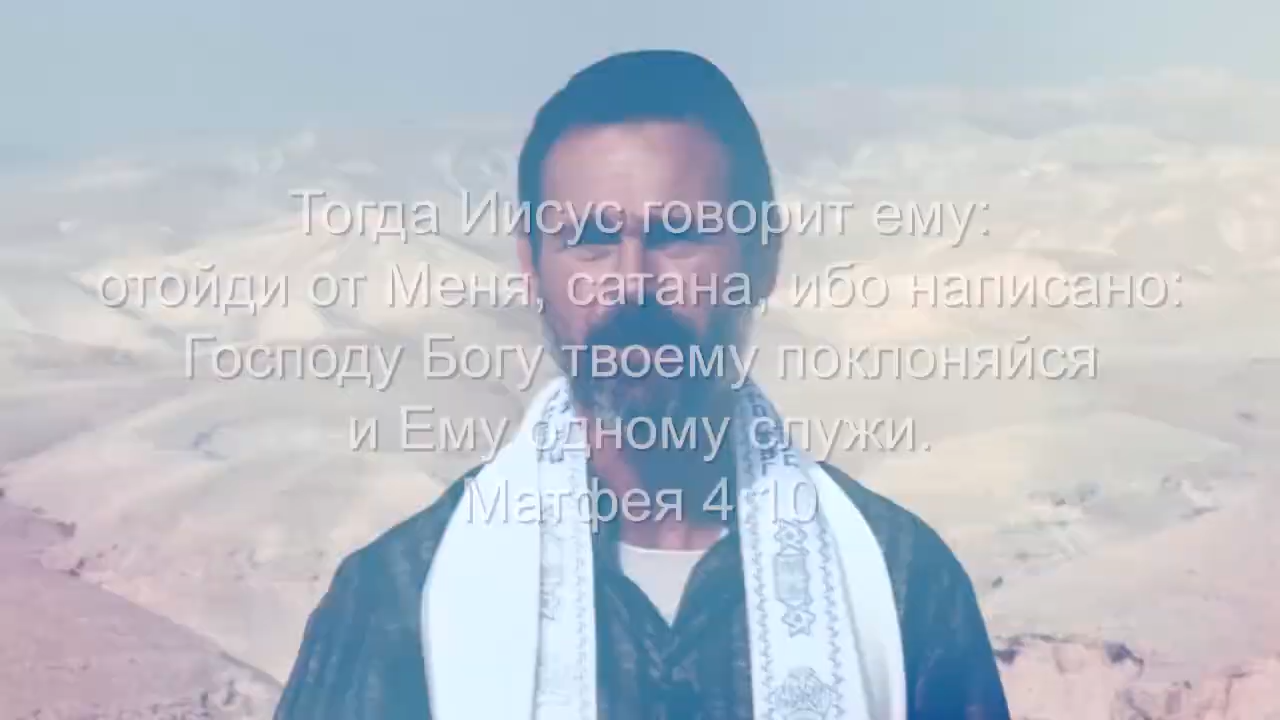 Тогда Иисус говорит ему:
отойди от Меня, сатана, ибо написано:
Господу Богу твоему поклоняйся
и Ему одному служи.
Матфея 4:10